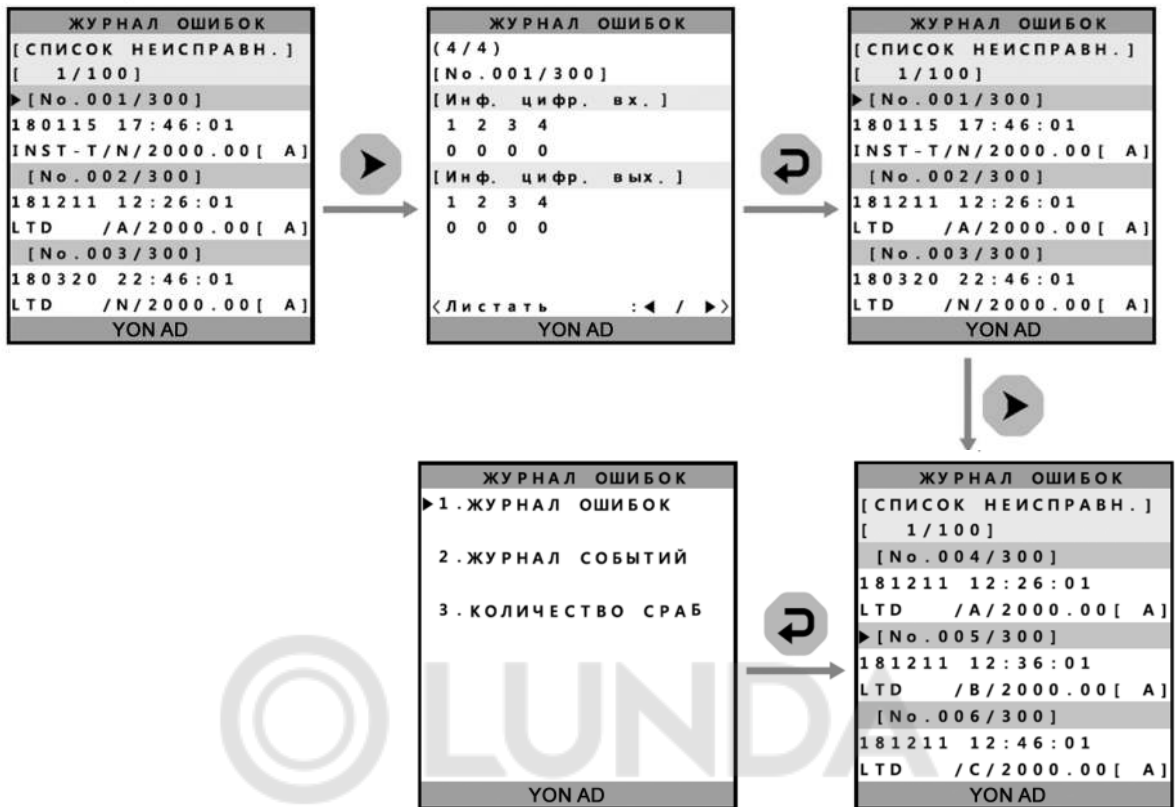 ЖУРНАЛ ОШИБОК
[СПИСОК НЕИСПРАВН.]
[ 1/100]
▶[No.001/300]
180115 17:46:01
INST-T/N/2000.00[ A]
[No.002/300]
181211 12:26:01
LTD /A/2000.00[ A]
[No.003/300]
180320 22:46:01
LTD /N/2000.00[ A]
YON AD
ЖУРНАЛ ОШИБОК
(4/4)
[No.001/300]
[Инф. цифр. вх.]
1 2 3 4
0 0 0 0
[Инф. цифр. вых.]
1 2 3 4
0 0 0 0
<Листать :◀ / ▶>
YON AD
ЖУРНАЛ ОШИБОК
[СПИСОК НЕИСПРАВН.]
[ 1/100]
▶[No.001/300]
180115 17:46:01
INST-T/N/2000.00[ A]
[No.002/300]
181211 12:26:01
LTD /A/2000.00[ A]
[No.003/300]
180320 22:46:01
LTD /N/2000.00[ A]
YON AD
ЖУРНАЛ ОШИБОК
▶1.ЖУРНАЛ ОШИБОК
2.ЖУРНАЛ СОБЫТИЙ
3.КОЛИЧЕСТВО СРАБ
YON AD
ЖУРНАЛ ОШИБОК
[СПИСОК НЕИСПРАВН.]
[ 1/100]
[No.004/300]
181211 12:26:01
LTD /A/2000.00[ A]
▶[No.005/300]
181211 12:36:01
LTD /B/2000.00[ A]
[No.006/300]
181211 12:46:01
LTD /C/2000.00[ A]
YON AD
LUNDA